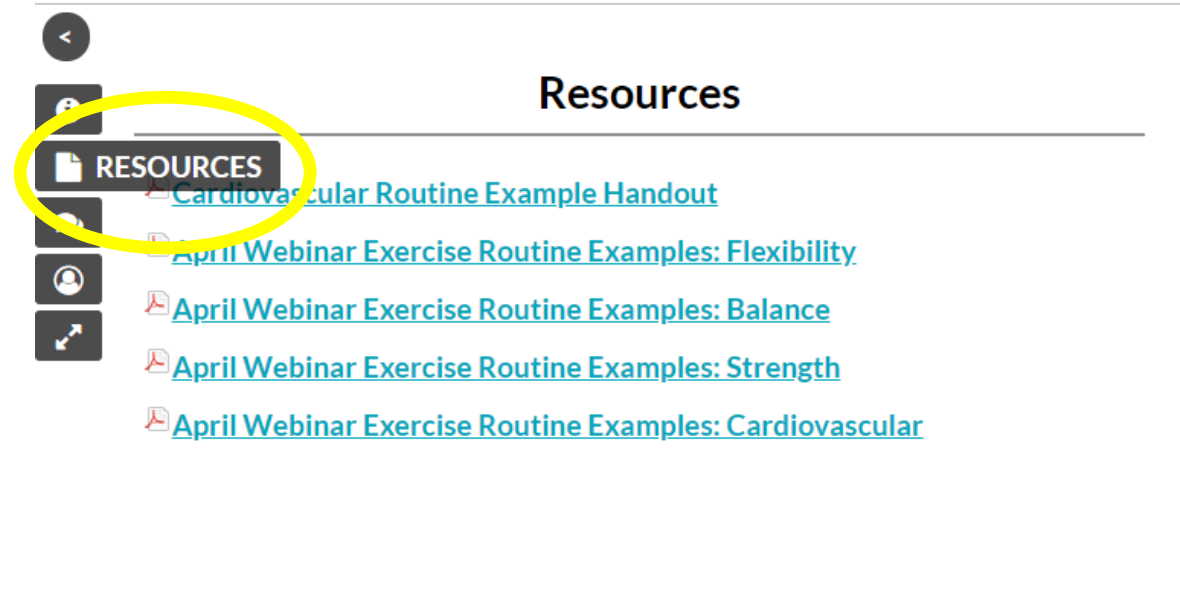 <
Resources
RESOURCES
Cardiovascular Routine Example Handout
April Webinar Exercise Routine Examples: Flexibility
April Webinar Exercise Routine Examples: Balance
April Webinar Exercise Routine Examples: Strength
April Webinar Exercise Routine Examples: Cardiovascular